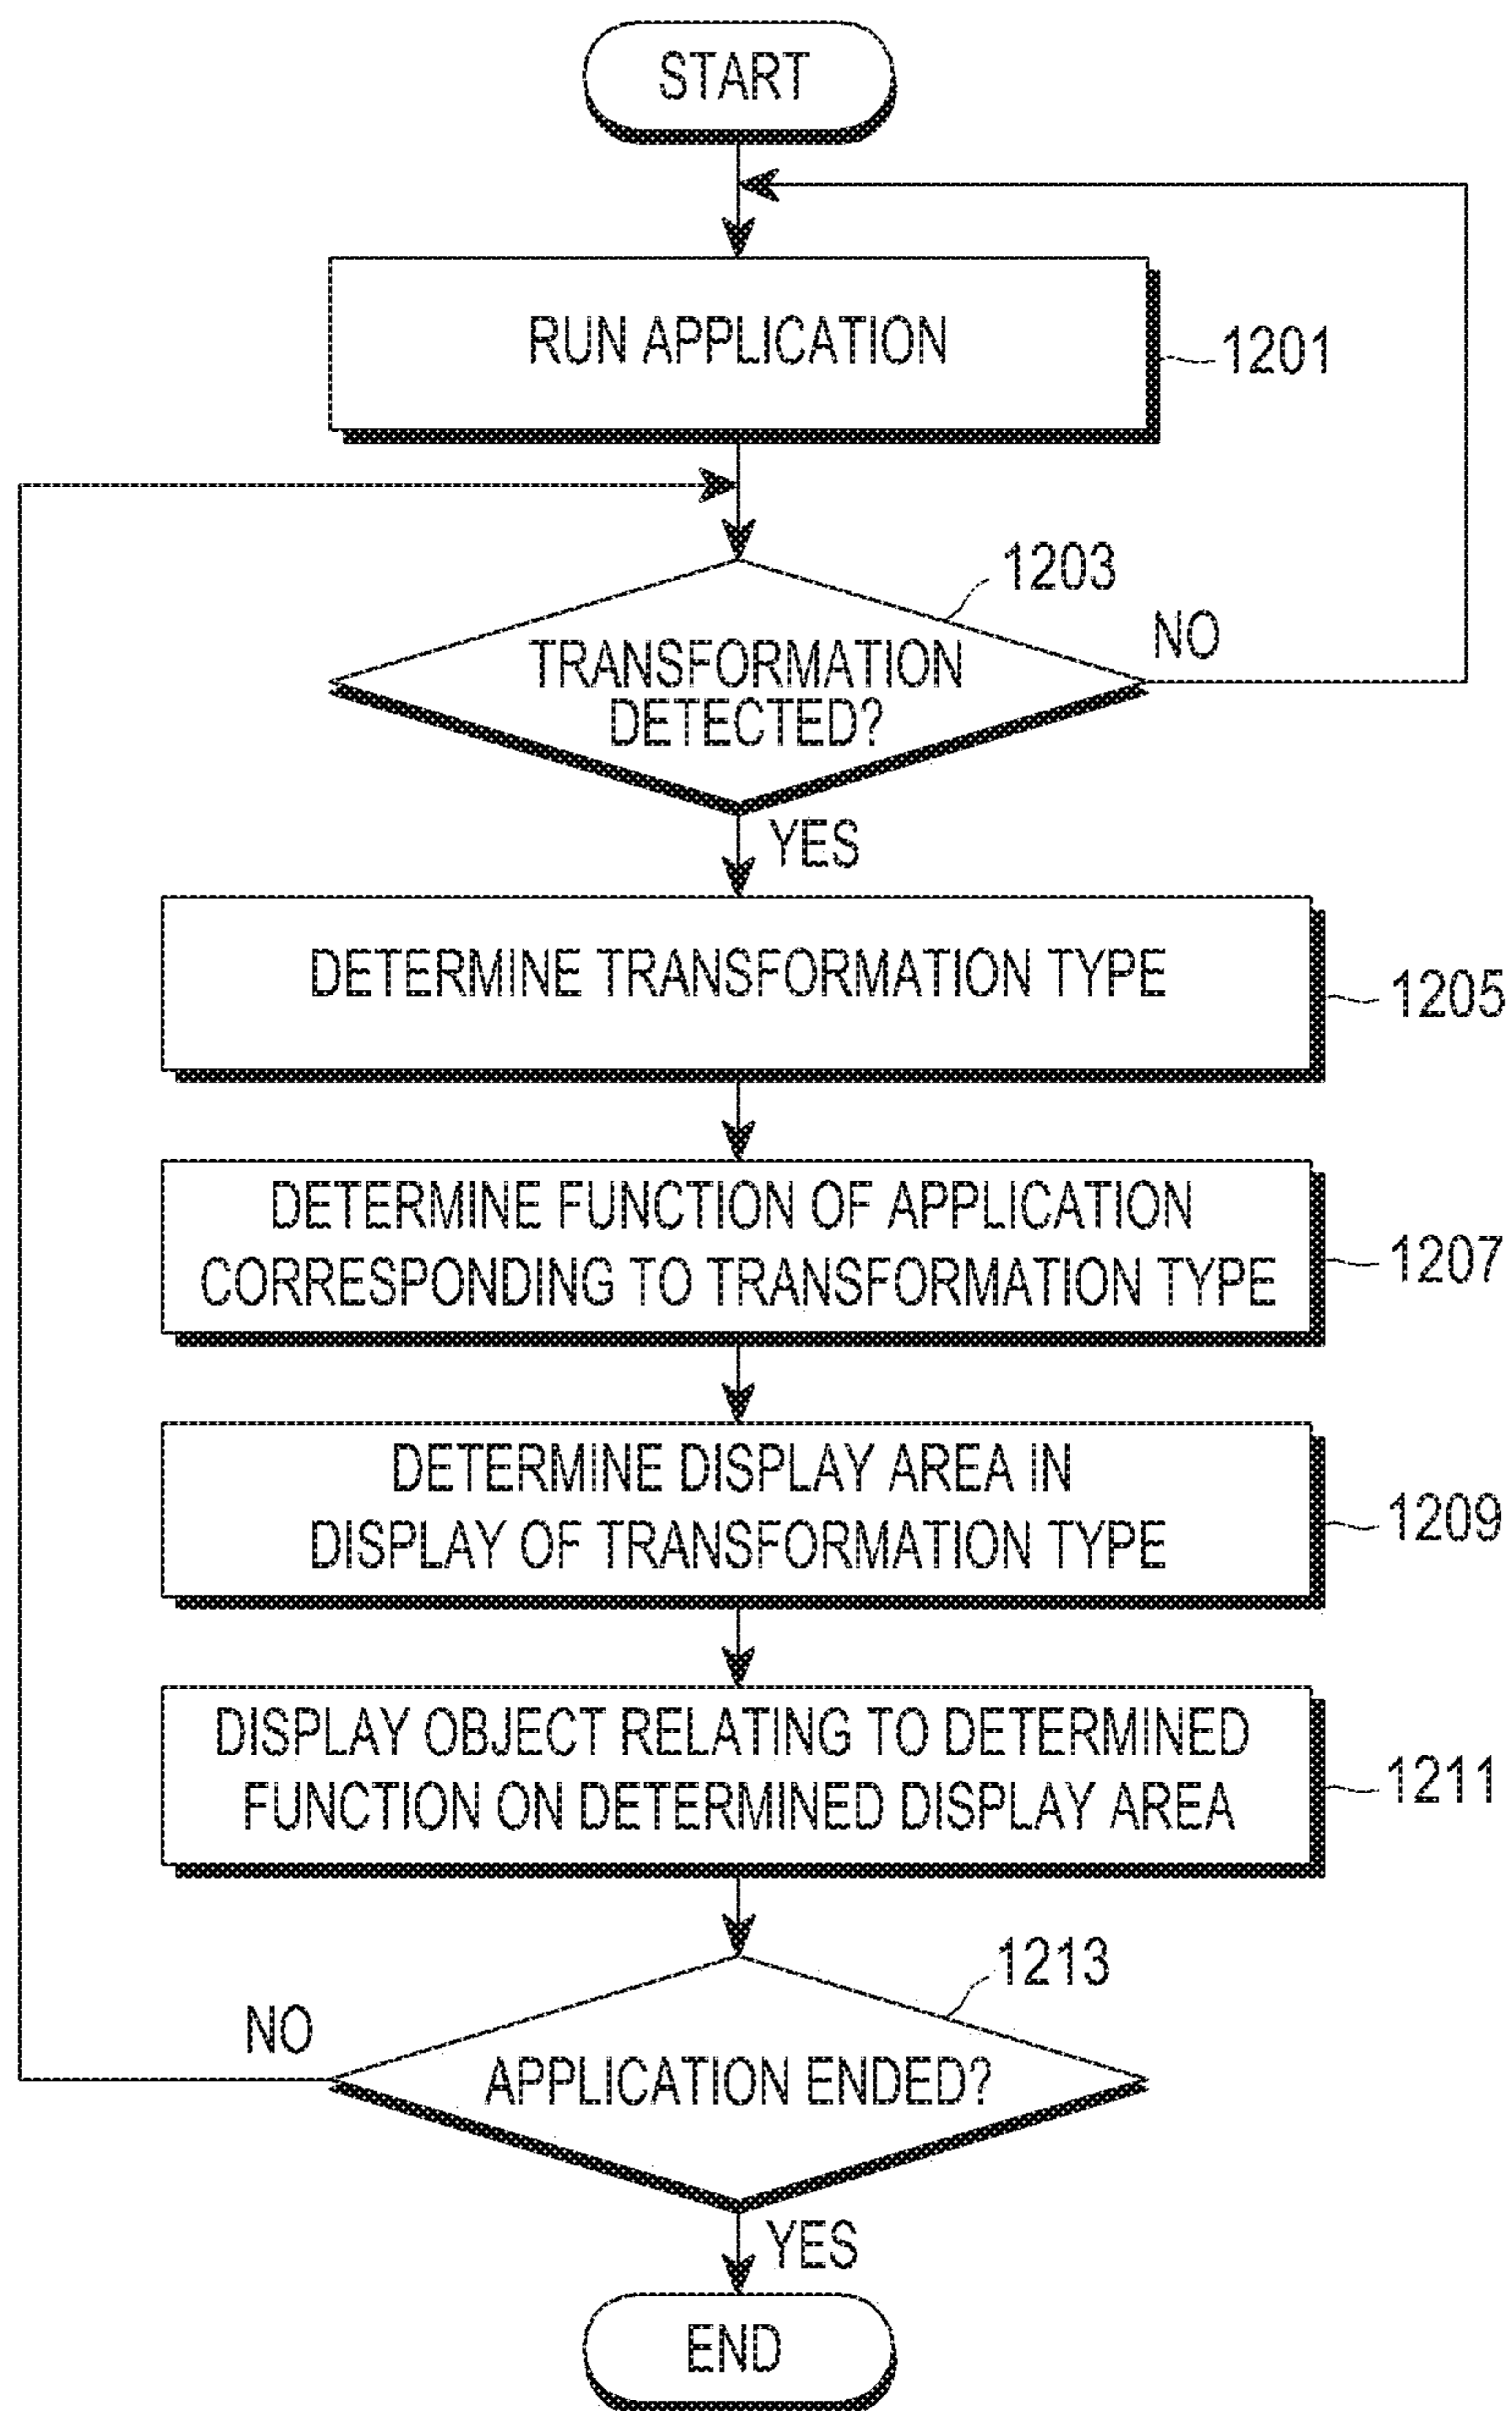 START
RUN APPLICATION
1201
1203
TRANSFORMATION
DETECTED?
NO
YES
DETERMINE TRANSFORMATION TYPE
1205
DETERMINE FUNCTION OF APPLICATION
CORRESPONDING TO TRANSFORMATION TYPE
1207
DETERMINE DISPLAY AREA IN
DISPLAY OF TRANSFORMATION TYPE
1209
DISPLAY OBJECT RELATING TO DETERMINED
FUNCTION ON DETERMINED DISPLAY AREA
1211
1213
NO
APPLICATION ENDED?
YES
END